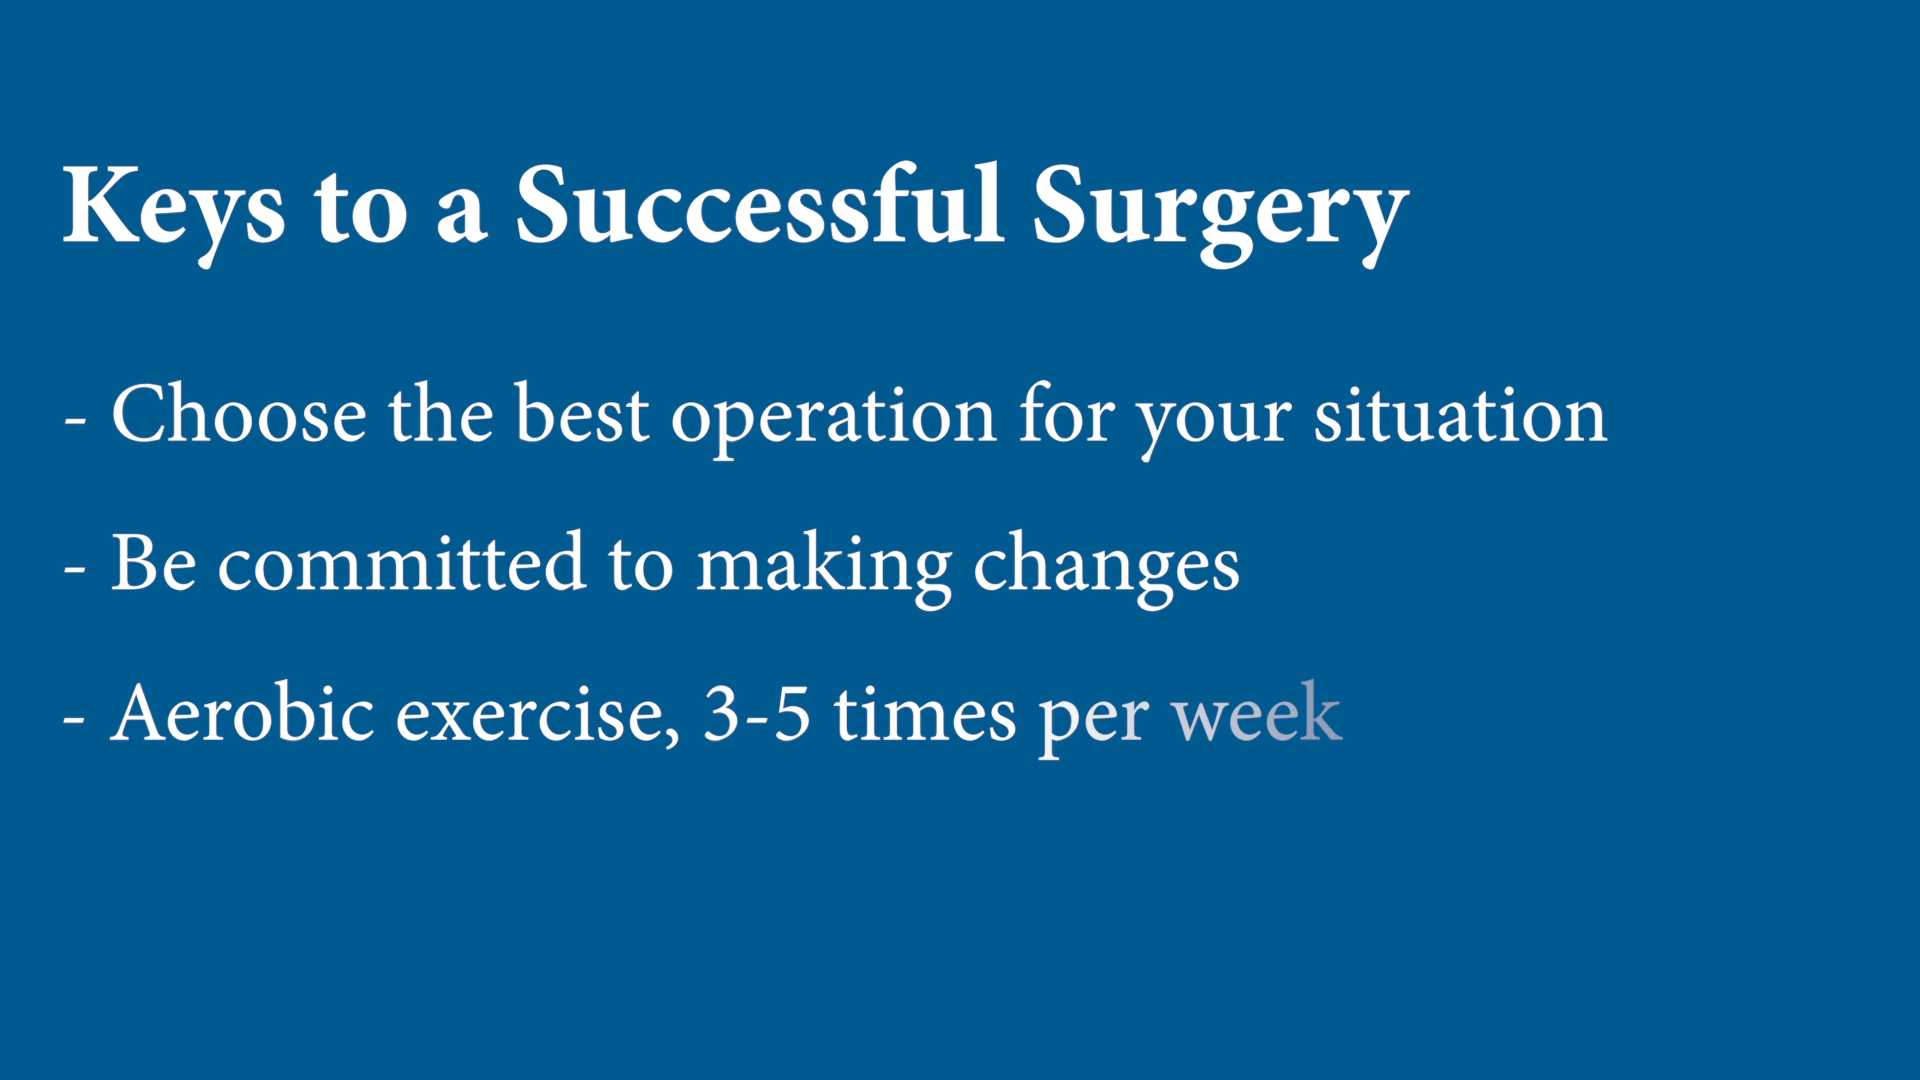 Keys to a Successful Surgery
- Choose the best operation for your situation
- Be committed to making changes
- Aerobic exercise, 3-5 times per week